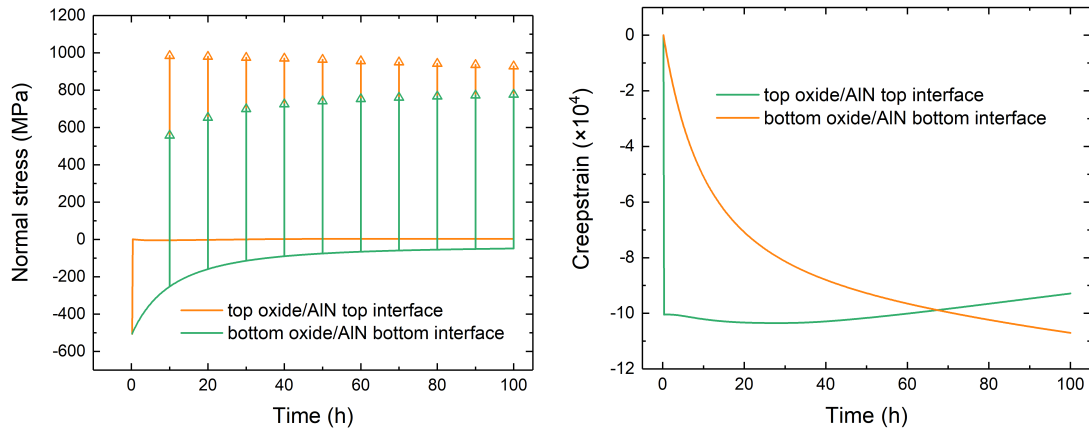 1200
1000
800
600
400
200
0
-200
-400
-600
Normal stress (MPa)
top oxide/AlN top interface
bottom oxide/AlN bottom interface
0 20 40 60 80 100
Time (h)
0
-2
-4
-6
-8
-10
-12
Creepstrain (×10⁴)
top oxide/AlN top interface
bottom oxide/AlN bottom interface
0 20 40 60 80 100
Time (h)